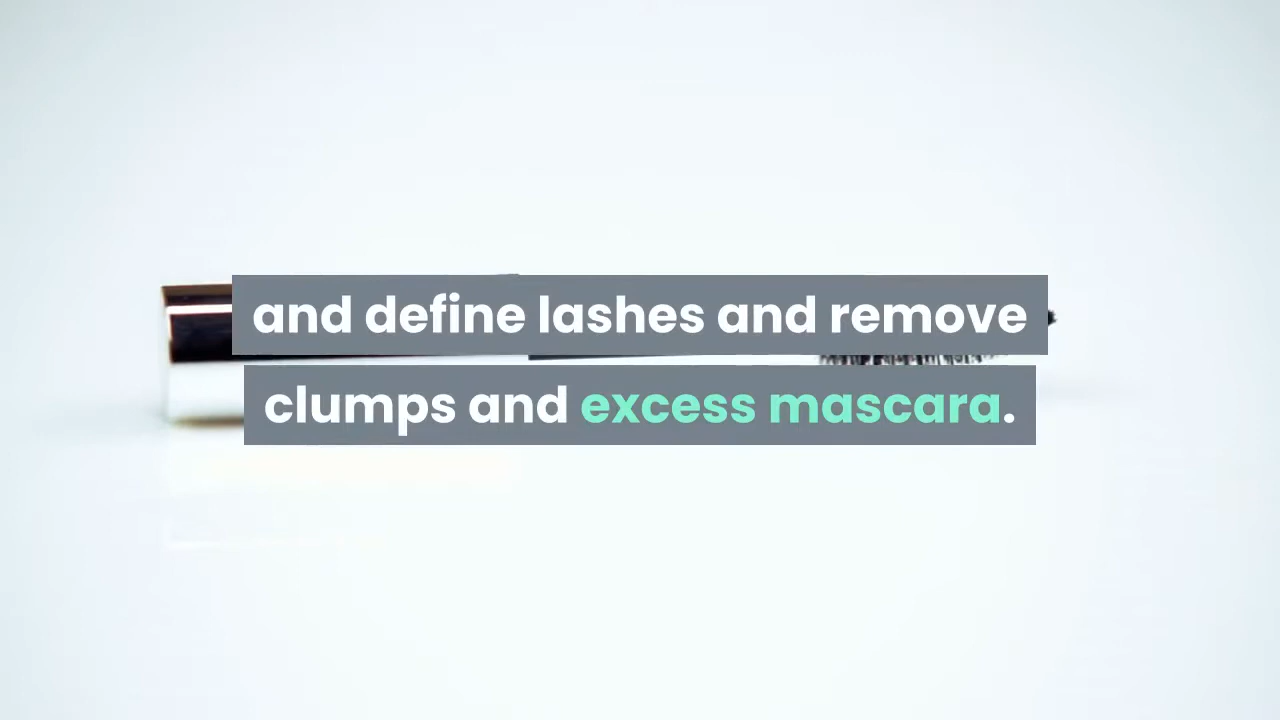 and define lashes and remove
clumps and excess mascara.